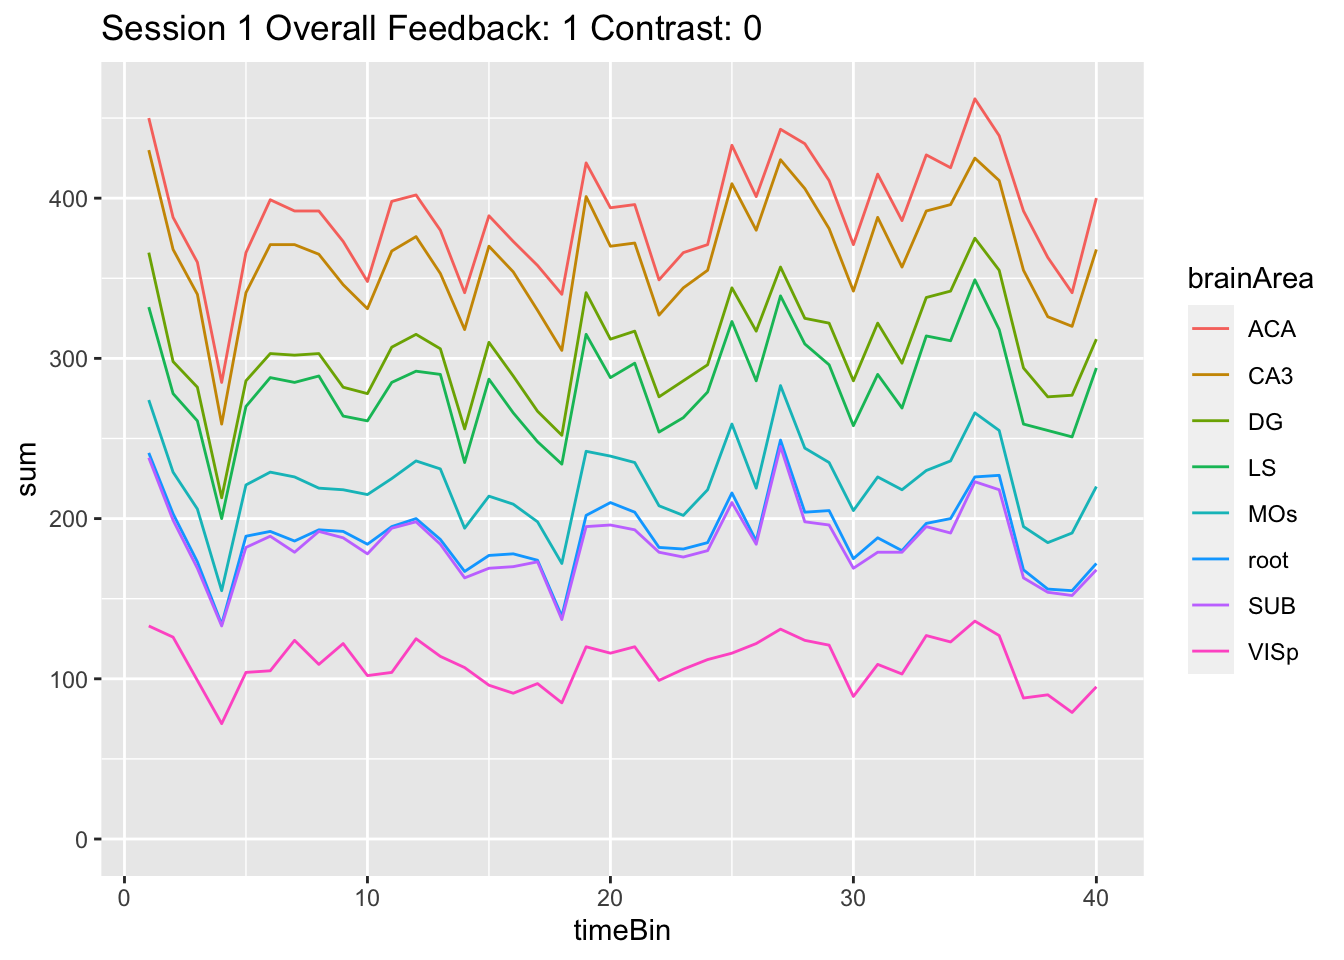 Session 1 Overall Feedback: 1 Contrast: 0
400
300
200
100
0
sum
0 10 20 30 40
timeBin
brainArea
ACA
CA3
DG
LS
MOs
root
SUB
VISp